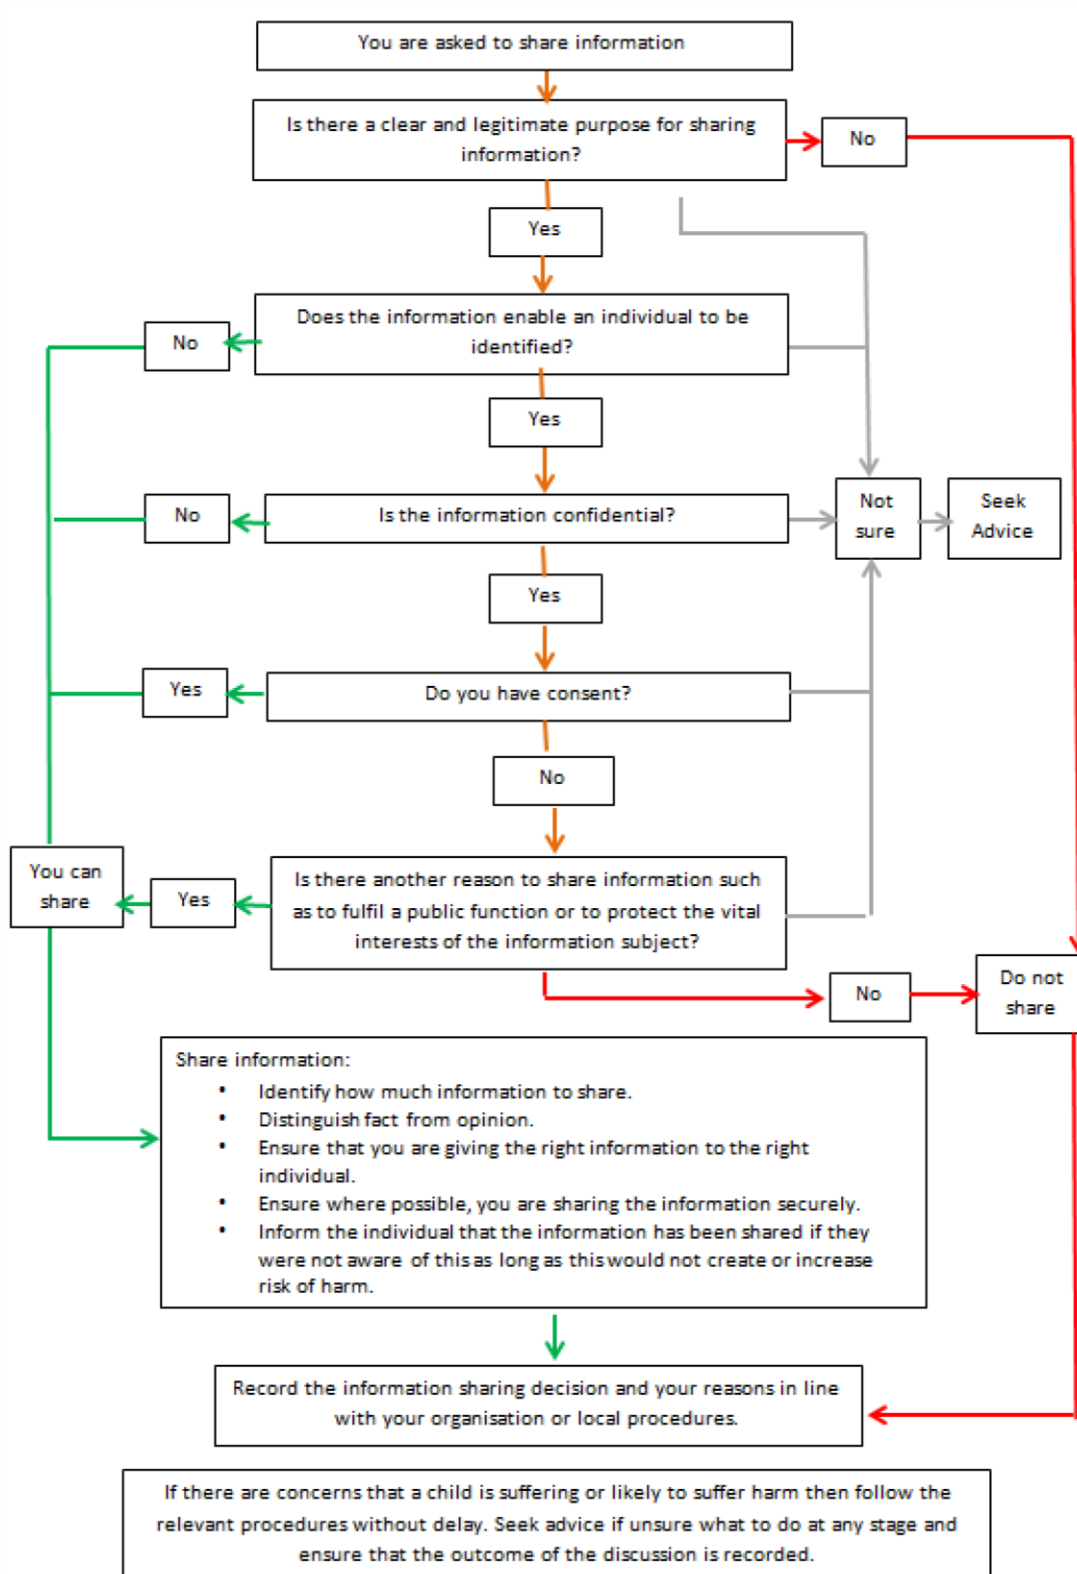 You are asked to share information
Is there a clear and legitimate purpose for sharing
information?
No
Yes
Does the information enable an individual to be
identified?
No
Yes
Is the information confidential?
No
Not
sure
Seek
Advice
Yes
Do you have consent?
Yes
No
Is there another reason to share information such
as to fulfil a public function or to protect the vital
interests of the information subject?
Yes
You can
share
No
Do not
share
Share information:
• Identify how much information to share.
• Distinguish fact from opinion.
• Ensure that you are giving the right information to the right
individual.
• Ensure where possible, you are sharing the information securely.
• Inform the individual that the information has been shared if they
were not aware of this as long as this would not create or increase
risk of harm.
Record the information sharing decision and your reasons in line
with your organisation or local procedures.
If there are concerns that a child is suffering or likely to suffer harm then follow the
relevant procedures without delay. Seek advice if unsure what to do at any stage and
ensure that the outcome of the discussion is recorded.